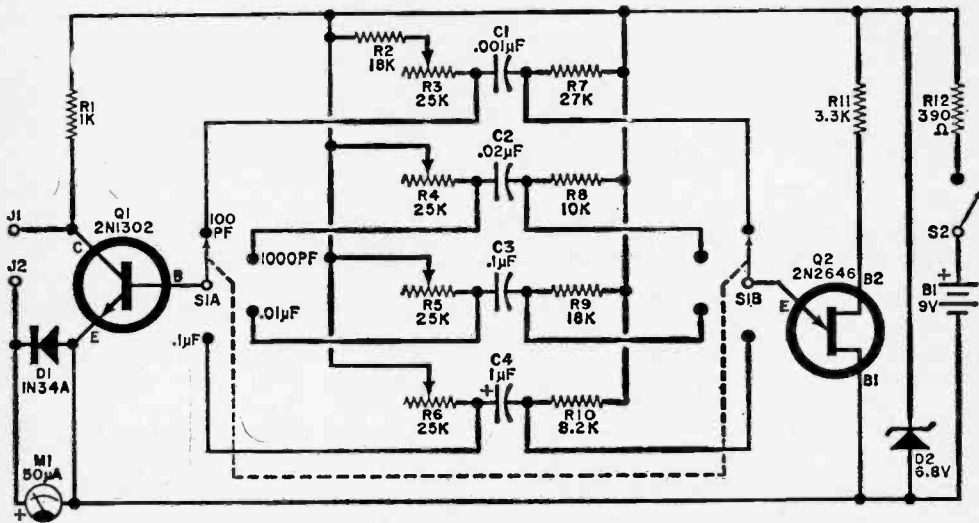 C1
.001µF
R2
18K
R3
25K
R7
27K
R1
1K
R11
3.3K
R12
390
Ω
C2
.02µF
R4
25K
R8
10K
J1
Q1
2N1302
C
100
PF
B
S1A
E
J2
1000PF
.01µF
.1µF
C3
.1µF
R5
25K
R9
18K
S1B
Q2
2N2646
E
B2
B1
S2
+
B1
9V
D1
1N34A
C4
+ 1µF
R6
25K
R10
8.2K
M1
50µA
+
D2
6.8V